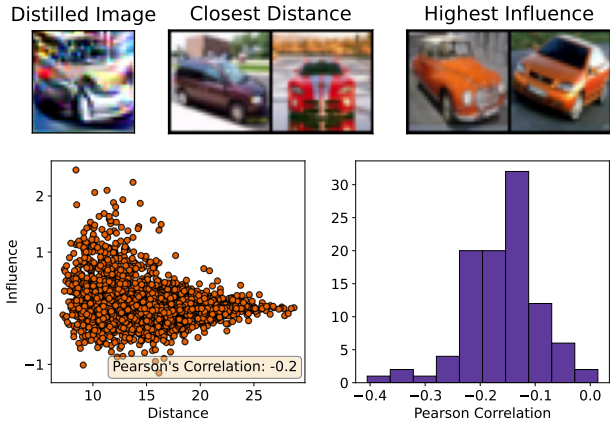 Distilled Image
Closest Distance
Highest Influence
2
1
0
−1
Influence
10
15
20
25
Distance
Pearson's Correlation: -0.2
30
25
20
15
10
5
0
−0.4
−0.3
−0.2
−0.1
0.0
Pearson Correlation